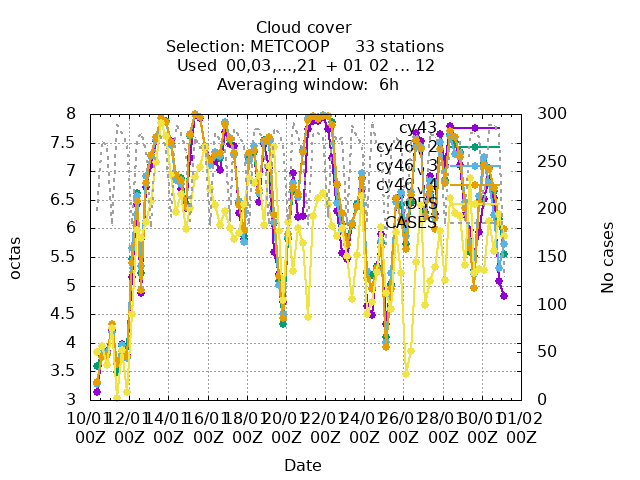 Cloud cover
Selection: METCOOP 33 stations
Used 00,03,...,21 + 01 02 ... 12
Averaging window: 6h
8
7.5
7
6.5
6
5.5
5
4.5
4
3.5
3
octas
300
250
200
150
100
50
0
No cases
cy43
OBS
CASES
10/01 12/01 14/01 16/01 18/01 20/01 22/01 24/01 26/01 28/01 30/01 01/02
00Z 00Z 00Z 00Z 00Z 00Z 00Z 00Z 00Z 00Z 00Z 00Z
Date